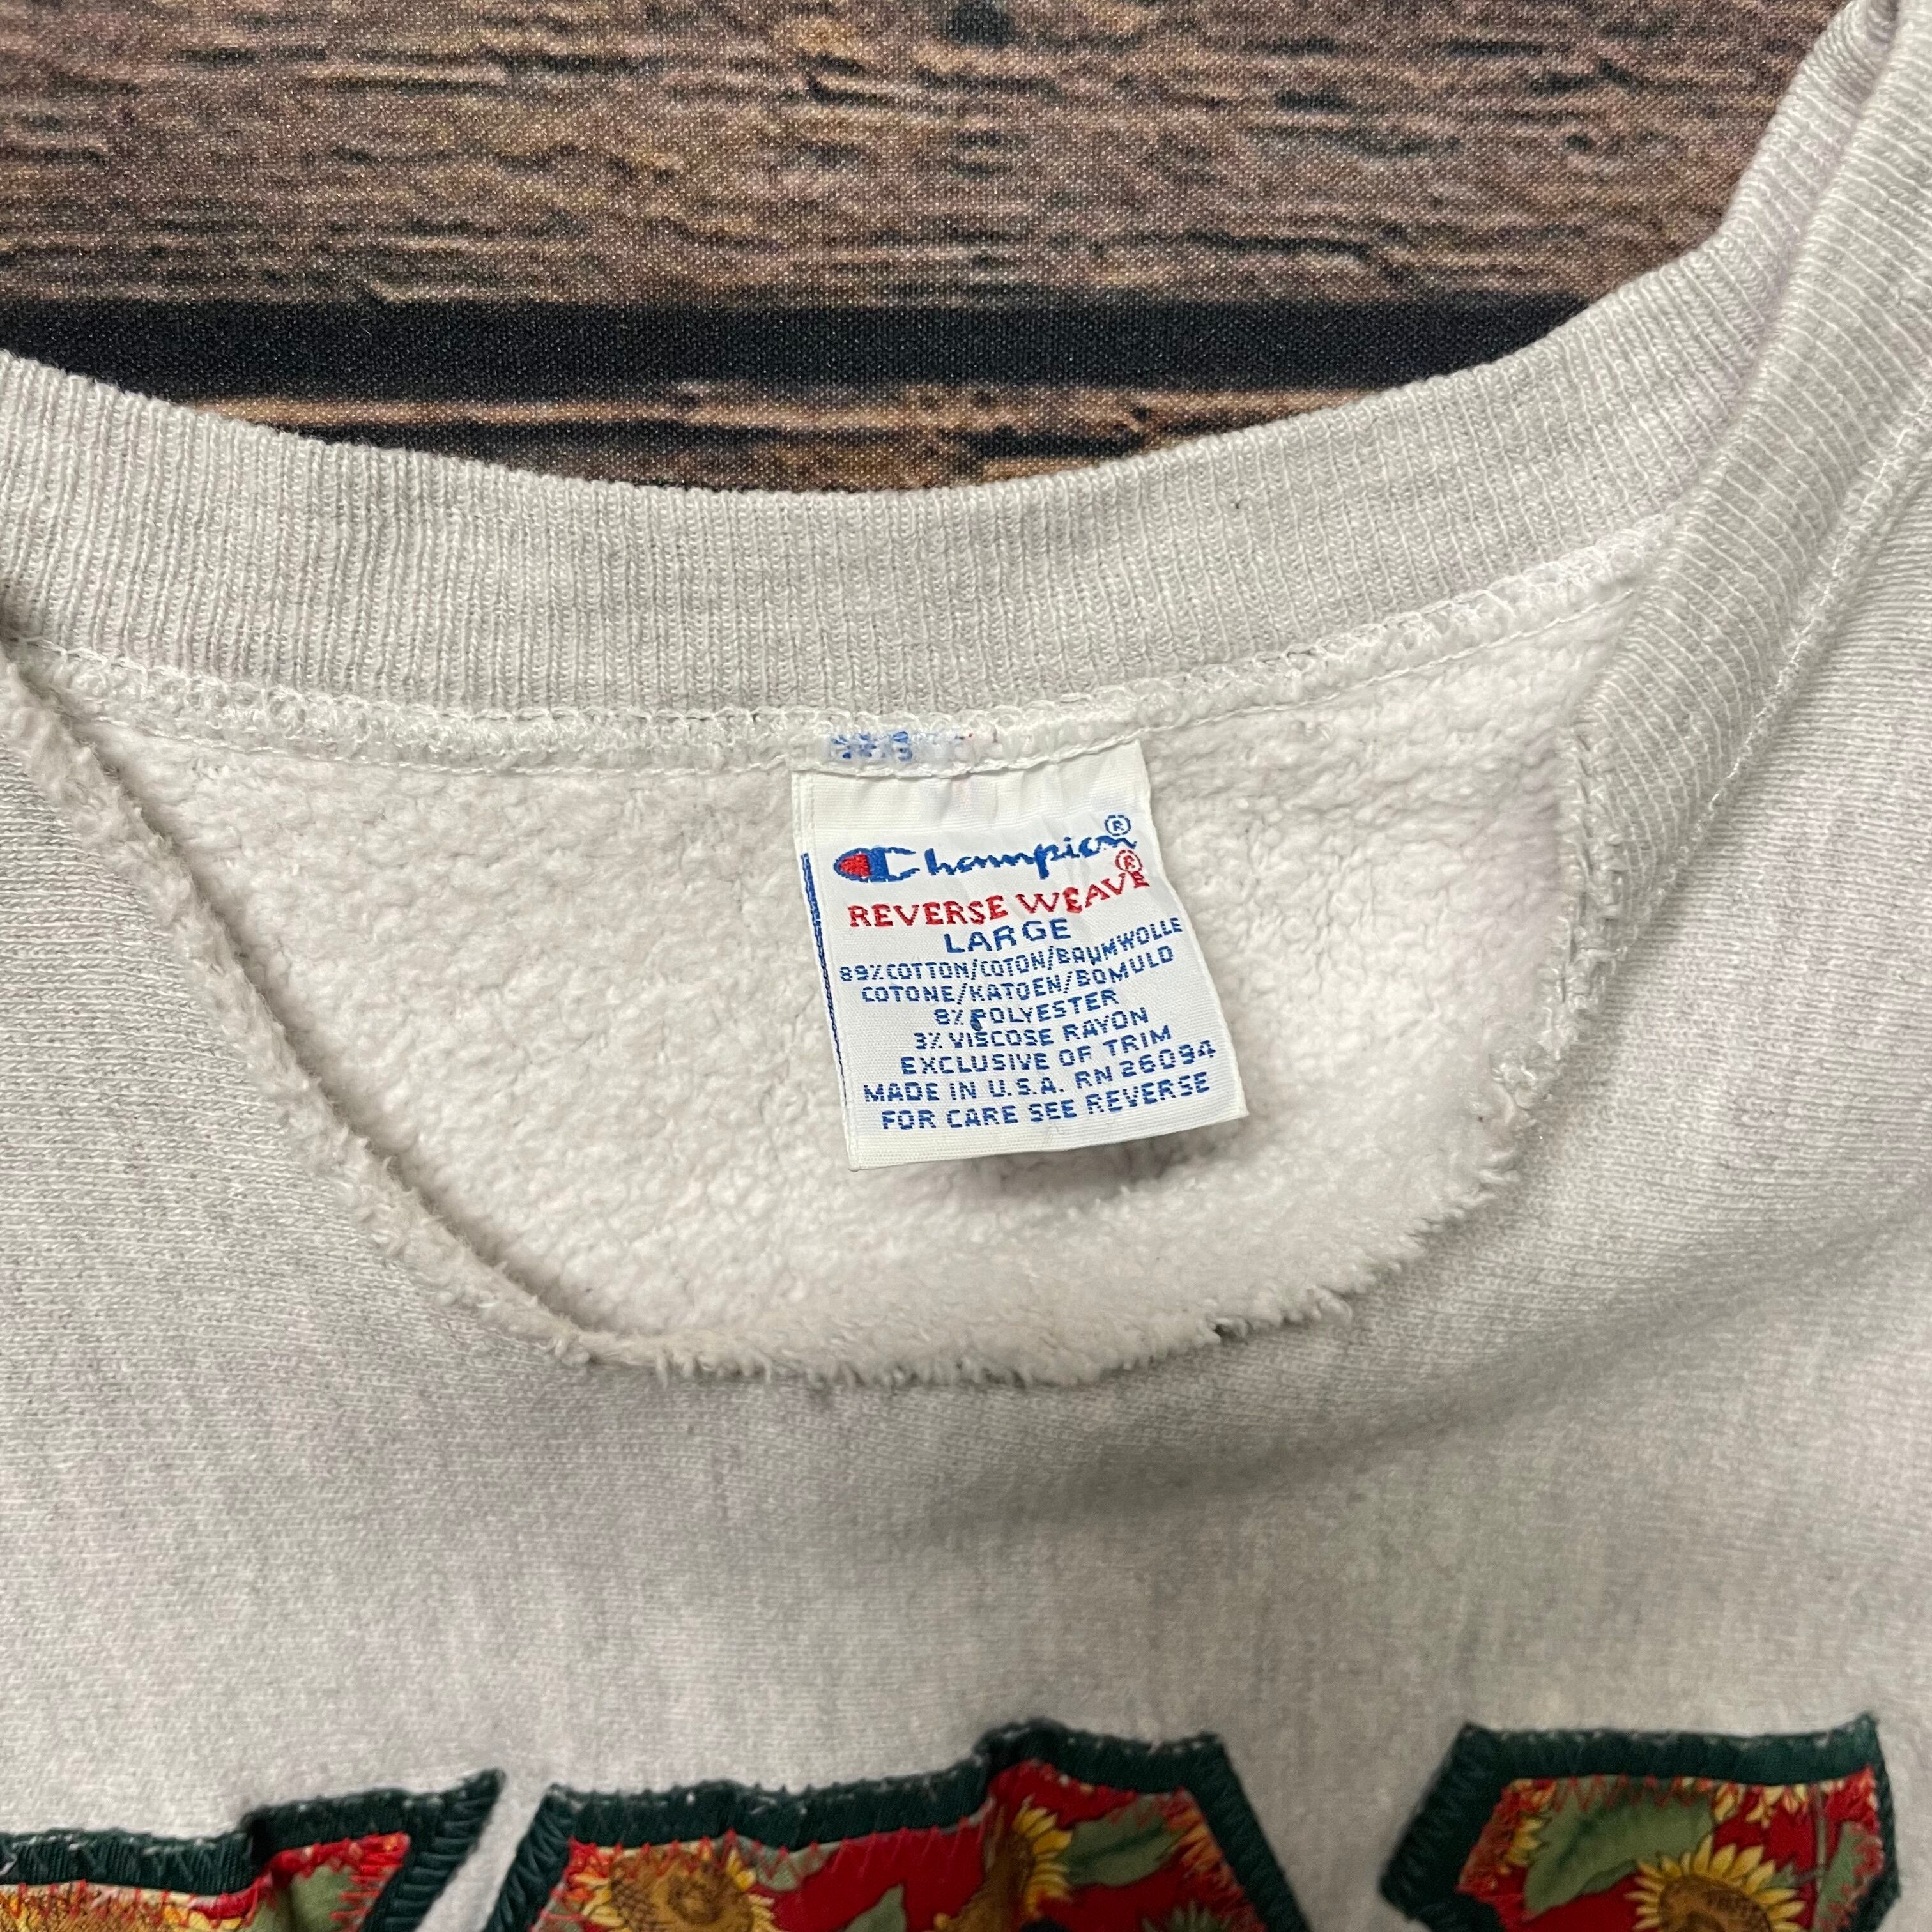 Champion®
REVERSE WEAVE®
LARGE
89% COTTON/COTON/BAUMWOLLE
COTONE/KATOEN/BOMULD
8% POLYESTER
3% VISCOSE RAYON
EXCLUSIVE OF TRIM
MADE IN U.S.A. RN 26094
FOR CARE SEE REVERSE